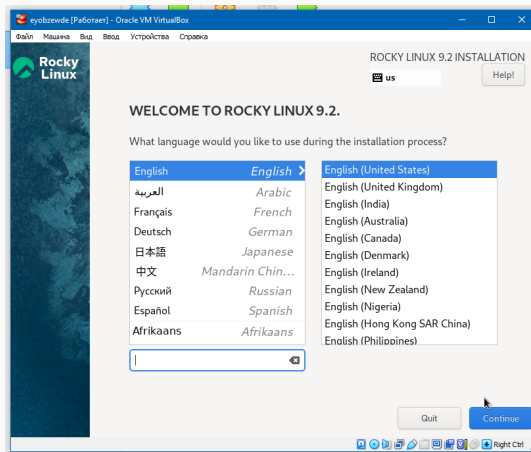 eyobzewde [Работает] - Oracle VM VirtualBox
Файл Машина Вид Ввод Устройства Справка
Rocky
Linux
ROCKY LINUX 9.2 INSTALLATION
us
Help!
WELCOME TO ROCKY LINUX 9.2.
What language would you like to use during the installation process?
English English
العربية Arabic
Français French
Deutsch German
日本語 Japanese
中文 Mandarin Chin...
Русский Russian
Español Spanish
Afrikaans Afrikaans
English (United States)
English (United Kingdom)
English (India)
English (Australia)
English (Canada)
English (Denmark)
English (Ireland)
English (New Zealand)
English (Nigeria)
English (Hong Kong SAR China)
English (Philippines)
Quit
Continue
Right Ctrl